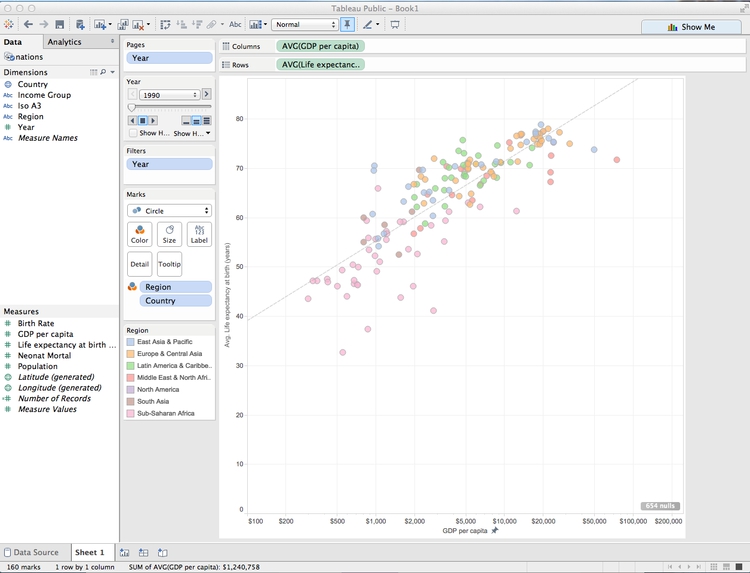 Tableau Public - Book1
Abc
Normal
Show Me
Data
Analytics
nations
Dimensions
Country
Abc Income Group
Abc Iso A3
Abc Region
Year
Abc Measure Names
Measures
Birth Rate
GDP per capita
Life expectancy at birth ...
Neonat Mortal
Population
Latitude (generated)
Longitude (generated)
Number of Records
Measure Values
Pages
Year
Year
1990
Show H...
Show H...
Filters
Year
Marks
Circle
Color
Size
Label
Detail
Tooltip
Region
Country
Region
East Asia & Pacific
Europe & Central Asia
Latin America & Caribbe..
Middle East & North Afri..
North America
South Asia
Sub-Saharan Africa
Columns
AVG(GDP per capita)
Rows
AVG(Life expectanc..
Avg. Life expectancy at birth (years)
80
70
60
50
40
30
20
10
0
654 nulls
$100
$200
$500
$1,000
$2,000
$5,000
$10,000
$20,000
$50,000
$100,000
$200,000
GDP per capita
Data Source
Sheet 1
160 marks
1 row by 1 column
SUM of AVG(GDP per capita): $1,240,758